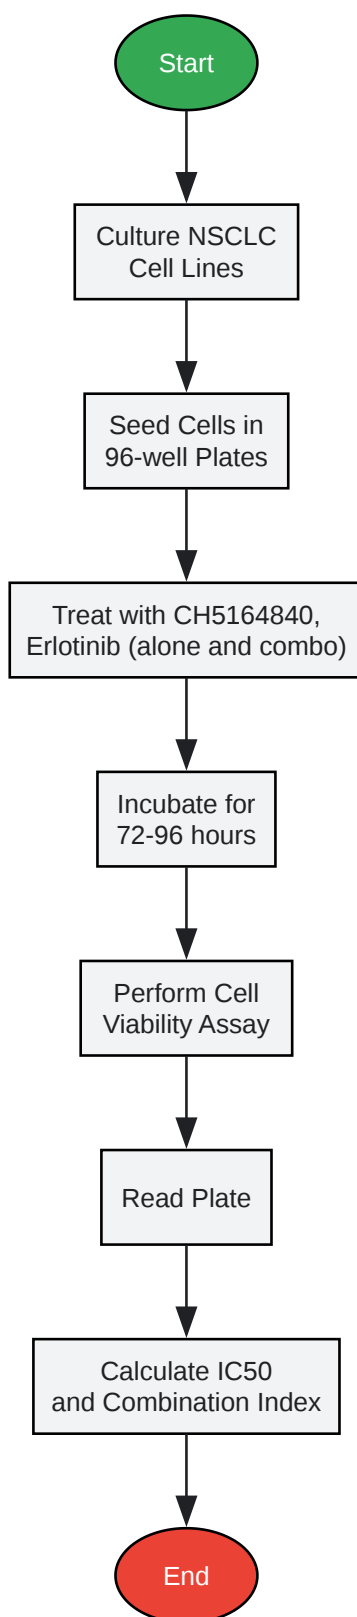 Start
Culture NSCLC
Cell Lines
Seed Cells in
96-well Plates
Treat with CH5164840,
Erlotinib (alone and combo)
Incubate for
72-96 hours
Perform Cell
Viability Assay
Read Plate
Calculate IC50
and Combination Index
End